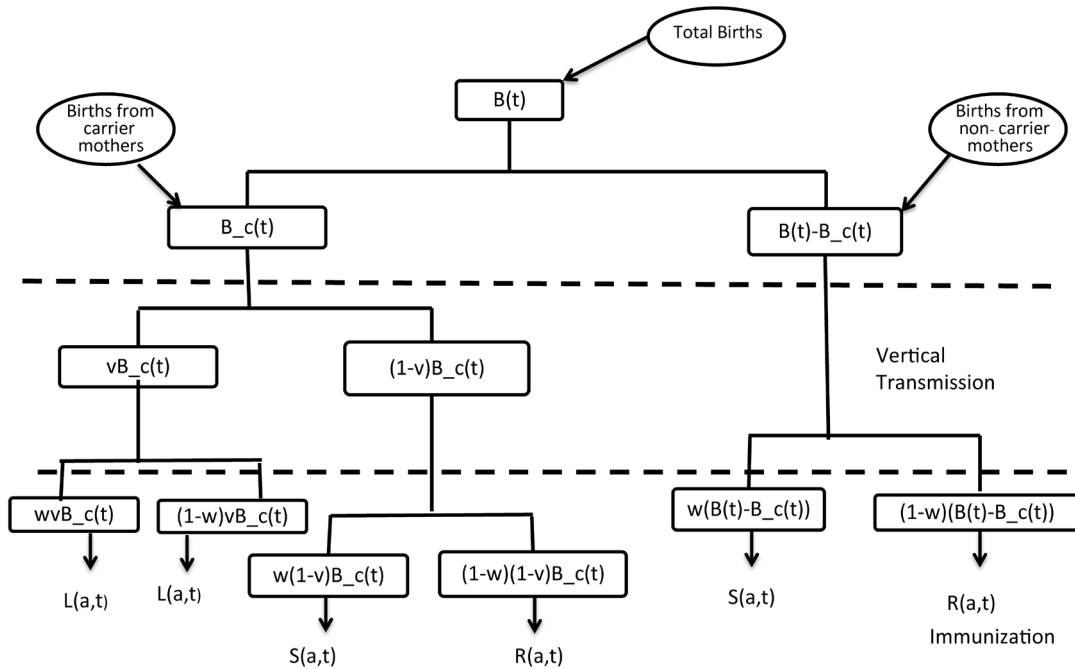 Total Births
B(t)
Births from
carrier
mothers
Births from
non- carrier
mothers
B_c(t)
B(t)-B_c(t)
vB_c(t)
(1-v)B_c(t)
Vertical
Transmission
wvB_c(t)
(1-w)vB_c(t)
w(B(t)-B_c(t))
(1-w)(B(t)-B_c(t))
w(1-v)B_c(t)
(1-w)(1-v)B_c(t)
L(a,t)
L(a,t)
S(a,t)
R(a,t)
Immunization
S(a,t)
R(a,t)